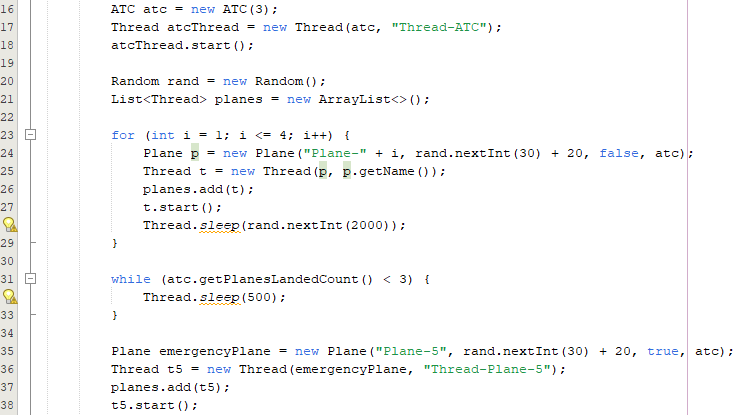 16 ATC atc = new ATC(3);
17 Thread atcThread = new Thread(atc, "Thread-ATC");
18 atcThread.start();
19
20 Random rand = new Random();
21 List<Thread> planes = new ArrayList<>();
22
23 for (int i = 1; i <= 4; i++) {
24 Plane p = new Plane("Plane-" + i, rand.nextInt(30) + 20, false, atc);
25 Thread t = new Thread(p, p.getName());
26 planes.add(t);
27 t.start();
Thread.sleep(rand.nextInt(2000));
29 }
30
31 while (atc.getPlanesLandedCount() < 3) {
Thread.sleep(500);
33 }
34
35 Plane emergencyPlane = new Plane("Plane-5", rand.nextInt(30) + 20, true, atc);
36 Thread t5 = new Thread(emergencyPlane, "Thread-Plane-5");
37 planes.add(t5);
38 t5.start();